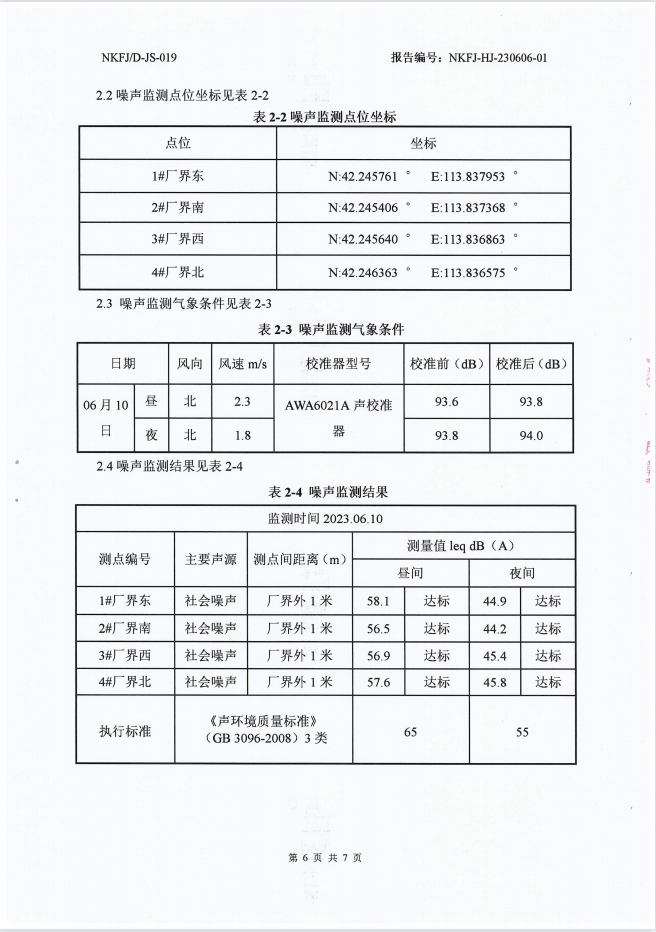 NKFJ/D-JS-019 报告编号：NKFJ-HJ-230606-01
2.2 噪声监测点位坐标见表 2-2
表 2-2 噪声监测点位坐标
点位 坐标
1#厂界东 N:42.245761 ° E:113.837953 °
2#厂界南 N:42.245406 ° E:113.837368 °
3#厂界西 N:42.245640 ° E:113.836863 °
4#厂界北 N:42.246363 ° E:113.836575 °
2.3 噪声监测气象条件见表 2-3
表 2-3 噪声监测气象条件
日期 风向 风速 m/s 校准器型号 校准前（dB） 校准后（dB）
06 月 10 日 昼 北 2.3 AWA6021A 声校准器 93.6 93.8
夜 北 1.8 93.8 94.0
2.4 噪声监测结果见表 2-4
表 2-4 噪声监测结果
监测时间 2023.06.10
测点编号 主要声源 测点间距离（m） 测量值 leq dB（A）
昼间 夜间
1#厂界东 社会噪声 厂界外 1 米 58.1 达标 44.9 达标
2#厂界南 社会噪声 厂界外 1 米 56.5 达标 44.2 达标
3#厂界西 社会噪声 厂界外 1 米 56.9 达标 45.4 达标
4#厂界北 社会噪声 厂界外 1 米 57.6 达标 45.8 达标
执行标准 《声环境质量标准》（GB 3096-2008）3 类 65 55
第 6 页 共 7 页